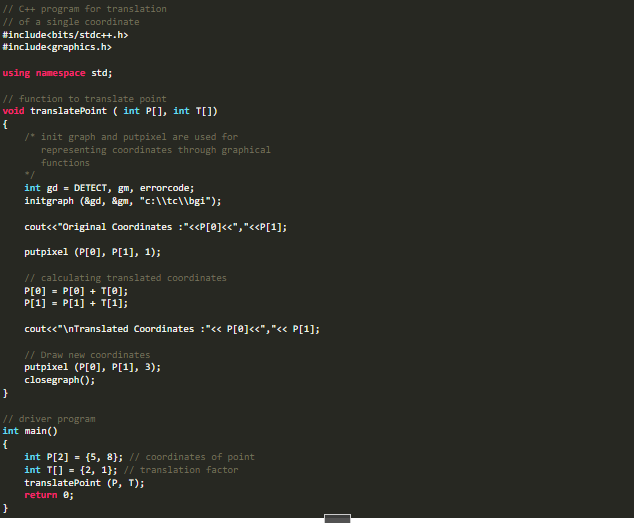 // C++ program for translation
// of a single coordinate
#include<bits/stdc++.h>
#include<graphics.h>
using namespace std;
// function to translate point
void translatePoint ( int P[], int T[])
{
/* init graph and putpixel are used for
representing coordinates through graphical
functions
*/
int gd = DETECT, gm, errorcode;
initgraph (&gd, &gm, "c:\\tc\\bgi");
cout<<"Original Coordinates :"<<P[0]<<","<<P[1];
putpixel (P[0], P[1], 1);
// calculating translated coordinates
P[0] = P[0] + T[0];
P[1] = P[1] + T[1];
cout<<"\nTranslated Coordinates :"<< P[0]<<","<< P[1];
// Draw new coordinates
putpixel (P[0], P[1], 3);
closegraph();
}
// driver program
int main()
{
int P[2] = {5, 8}; // coordinates of point
int T[] = {2, 1}; // translation factor
translatePoint (P, T);
return 0;
}